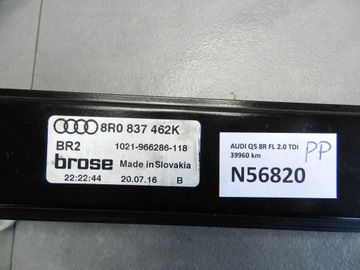 8R0 837 462K
BR2 1021-966286-118
brose Made in Slovakia
22:22:44 20.07.16 B
AUDI Q5 8R FL 2.0 TDI
39960 km
PP
N56820